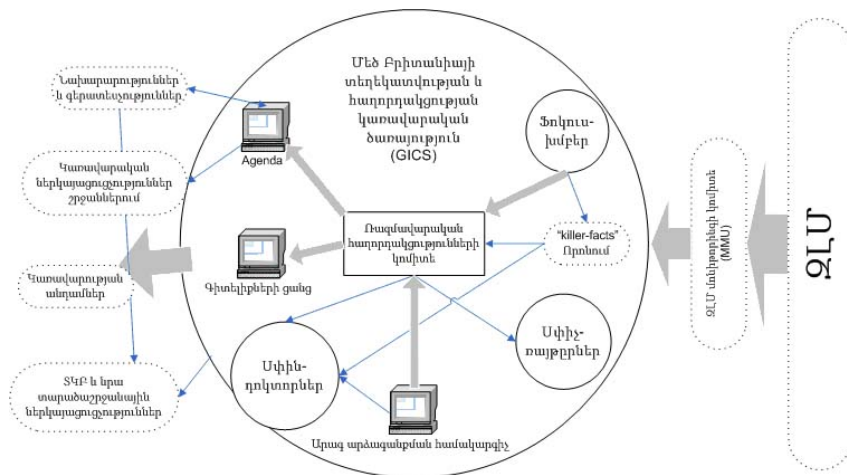 Մեծ Բրիտանիայի
տեղեկատվության և
հաղորդակցության
կառավարական
ծառայություն
(GICS)
Նախարարություններ
և գերատեսչություններ
Agenda
Ֆոկուս-
խմբեր
Կառավարական
ներկայացուցչություններ
շրջաններում
Ռազմավարական
հաղորդակցությունների
կոմիտե
"killer-facts"
Որոնում
ԶԼՄ մոնիթորինգի կոմիտե
(MMU)
ԶԼՄ
Կառավարության
անդամներ
Գիտելիքների ցանց
Սփին-
դոկտորներ
Սփիչ-
ռայթըրներ
ՏԿԲ և նրա
տարածաշրջանային
ներկայացուցչություններ
Արագ արձագանքման համակարգիչ